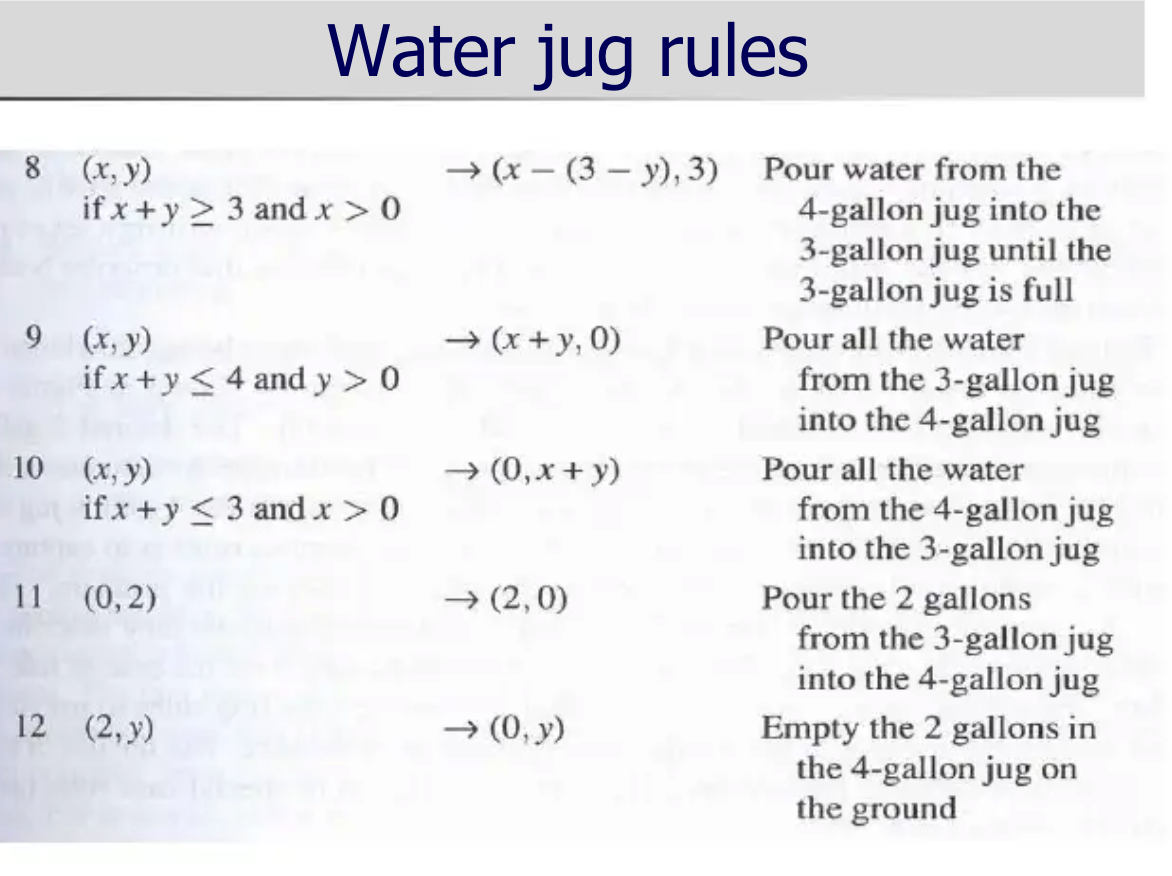 Water jug rules
8 (x, y) → (x − (3 − y), 3) Pour water from the
if x + y ≥ 3 and x > 0 4-gallon jug into the
3-gallon jug until the
3-gallon jug is full
9 (x, y) → (x + y, 0) Pour all the water
if x + y ≤ 4 and y > 0 from the 3-gallon jug
into the 4-gallon jug
10 (x, y) → (0, x + y) Pour all the water
if x + y ≤ 3 and x > 0 from the 4-gallon jug
into the 3-gallon jug
11 (0, 2) → (2, 0) Pour the 2 gallons
from the 3-gallon jug
into the 4-gallon jug
12 (2, y) → (0, y) Empty the 2 gallons in
the 4-gallon jug on
the ground